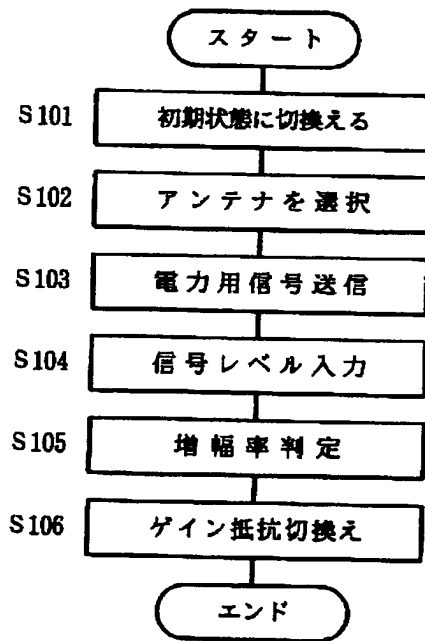 スタート
S101 初期状態に切換える
S102 アンテナを選択
S103 電力用信号送信
S104 信号レベル入力
S105 増幅率判定
S106 ゲイン抵抗切換え
エンド